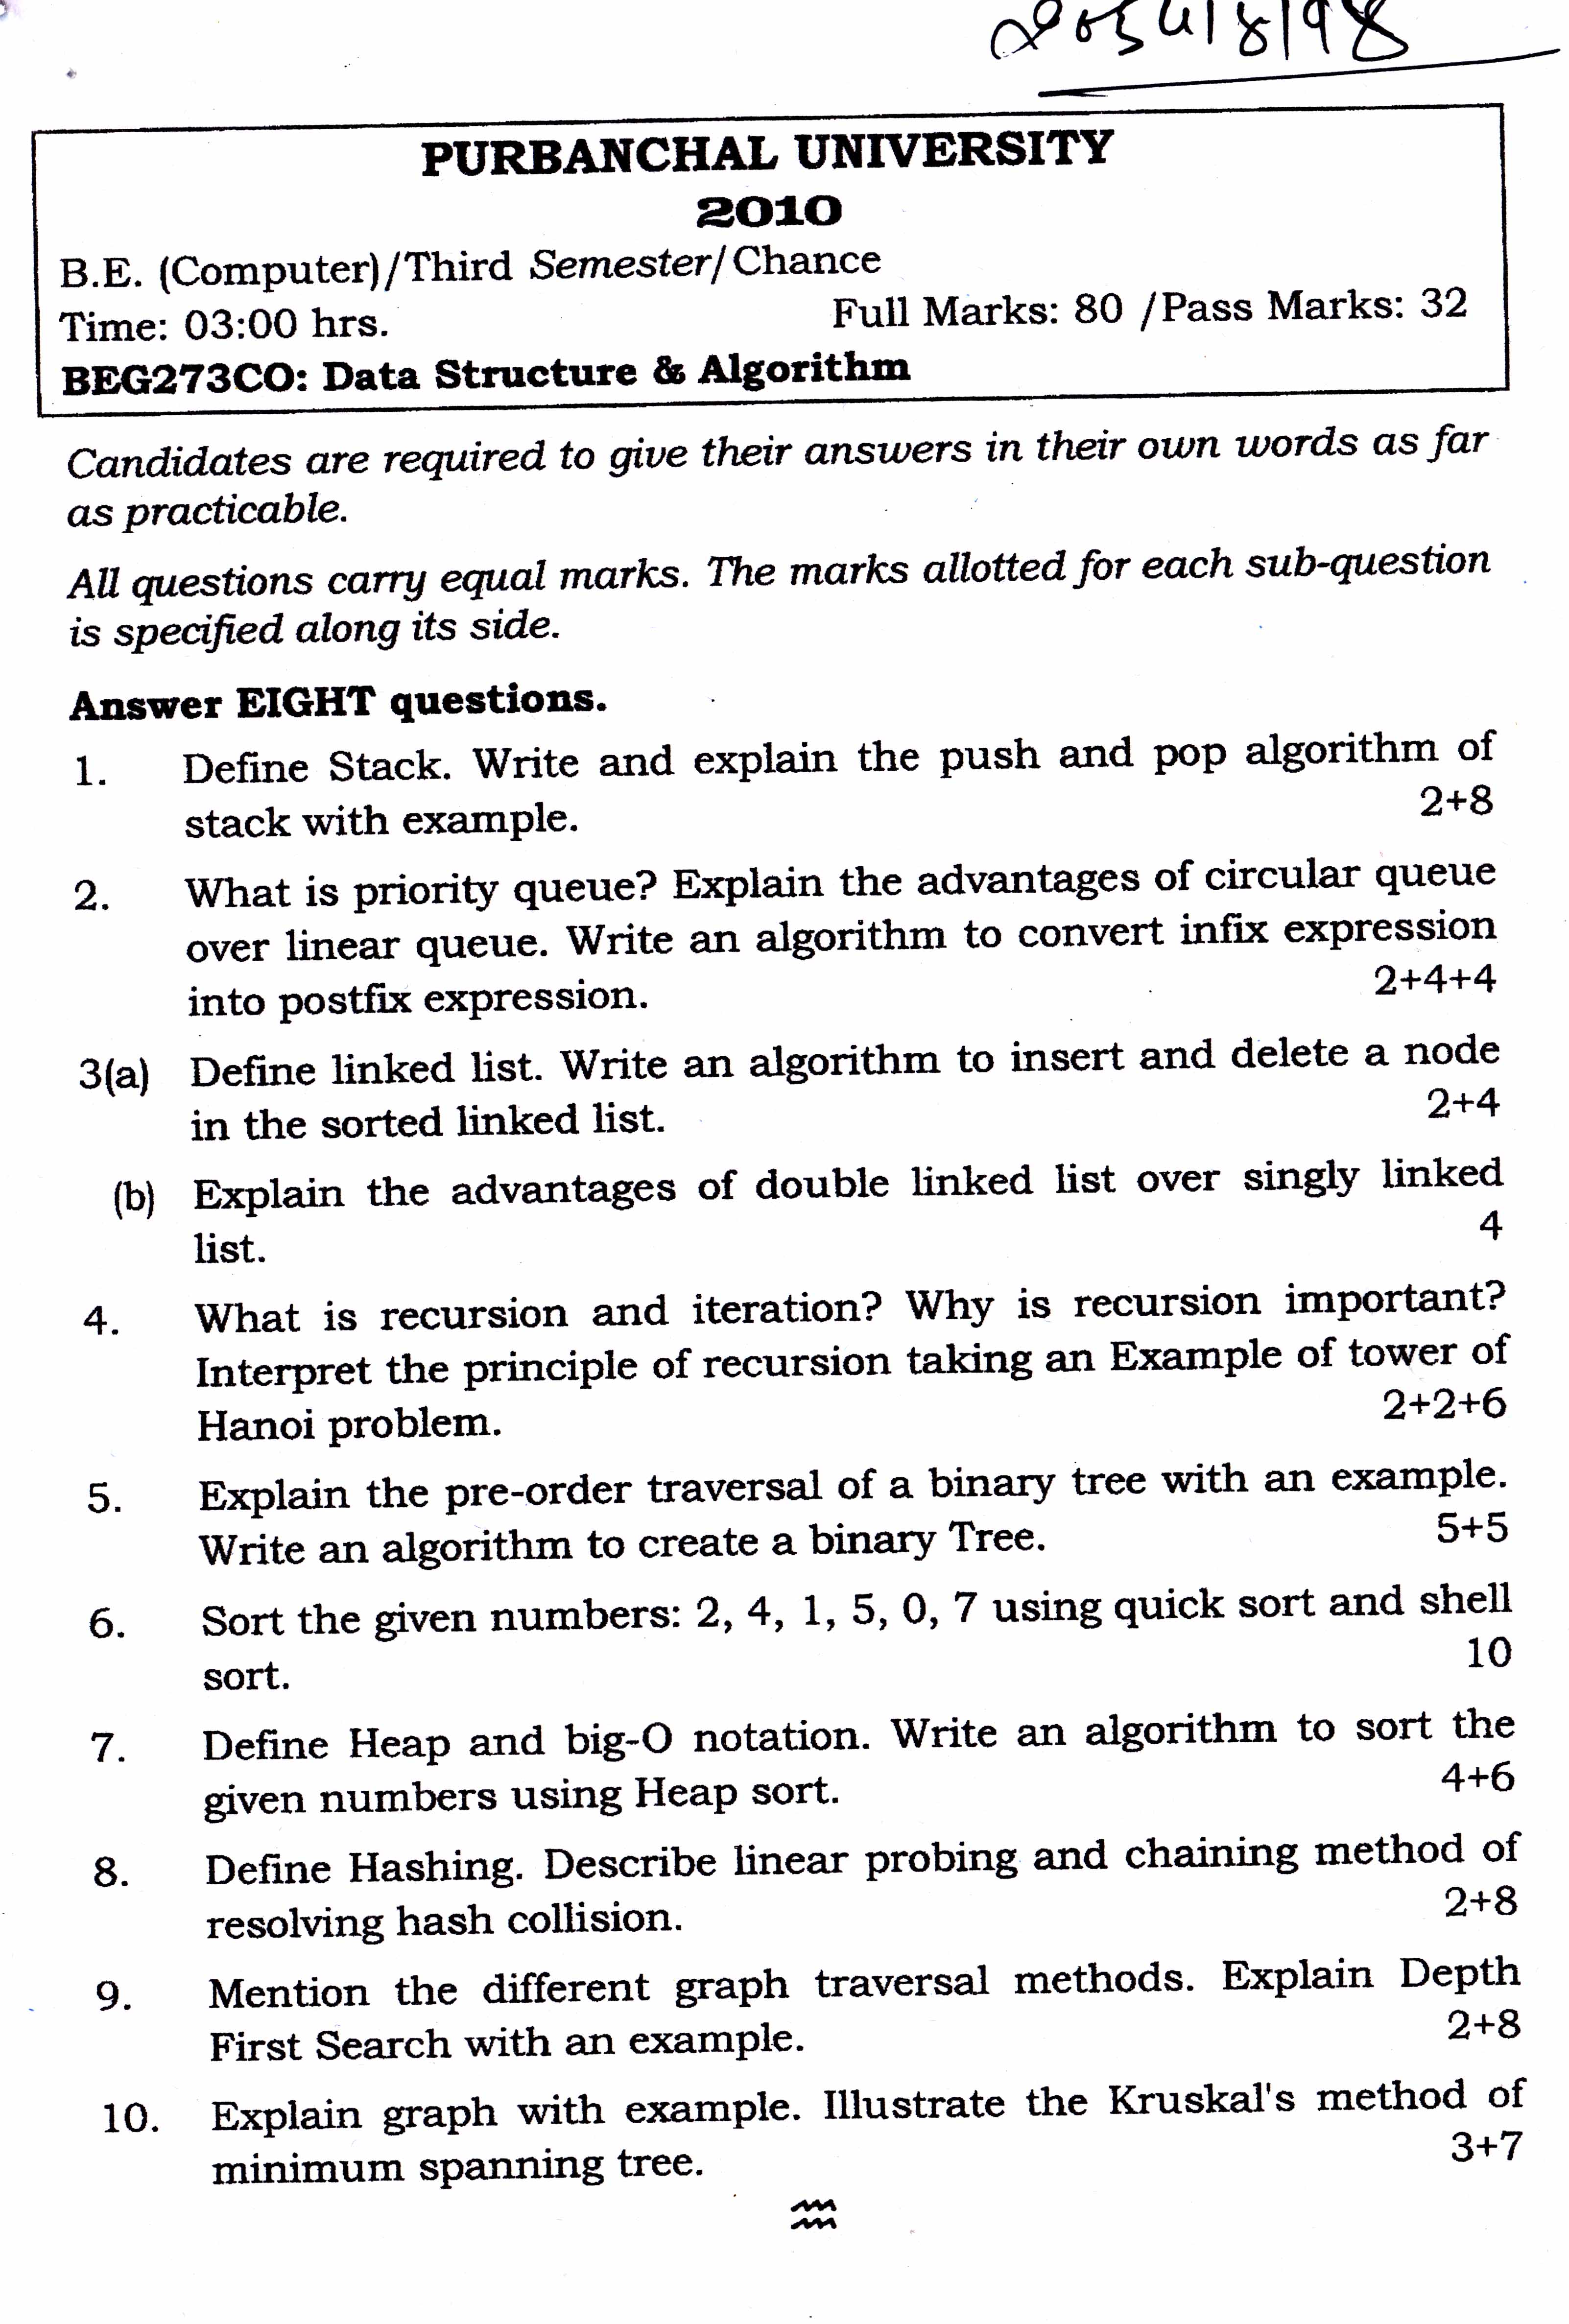 PURBANCHAL UNIVERSITY
2010
B.E. (Computer)/Third Semester/Chance
Time: 03:00 hrs. Full Marks: 80 /Pass Marks: 32
BEG273CO: Data Structure & Algorithm
Candidates are required to give their answers in their own words as far
as practicable.
All questions carry equal marks. The marks allotted for each sub-question
is specified along its side.
Answer EIGHT questions.
1. Define Stack. Write and explain the push and pop algorithm of
stack with example. 2+8
2. What is priority queue? Explain the advantages of circular queue
over linear queue. Write an algorithm to convert infix expression
into postfix expression. 2+4+4
3(a) Define linked list. Write an algorithm to insert and delete a node
in the sorted linked list. 2+4
(b) Explain the advantages of double linked list over singly linked
list. 4
4. What is recursion and iteration? Why is recursion important?
Interpret the principle of recursion taking an Example of tower of
Hanoi problem. 2+2+6
5. Explain the pre-order traversal of a binary tree with an example.
Write an algorithm to create a binary Tree. 5+5
6. Sort the given numbers: 2, 4, 1, 5, 0, 7 using quick sort and shell
sort. 10
7. Define Heap and big-O notation. Write an algorithm to sort the
given numbers using Heap sort. 4+6
8. Define Hashing. Describe linear probing and chaining method of
resolving hash collision. 2+8
9. Mention the different graph traversal methods. Explain Depth
First Search with an example. 2+8
10. Explain graph with example. Illustrate the Kruskal's method of
minimum spanning tree. 3+7